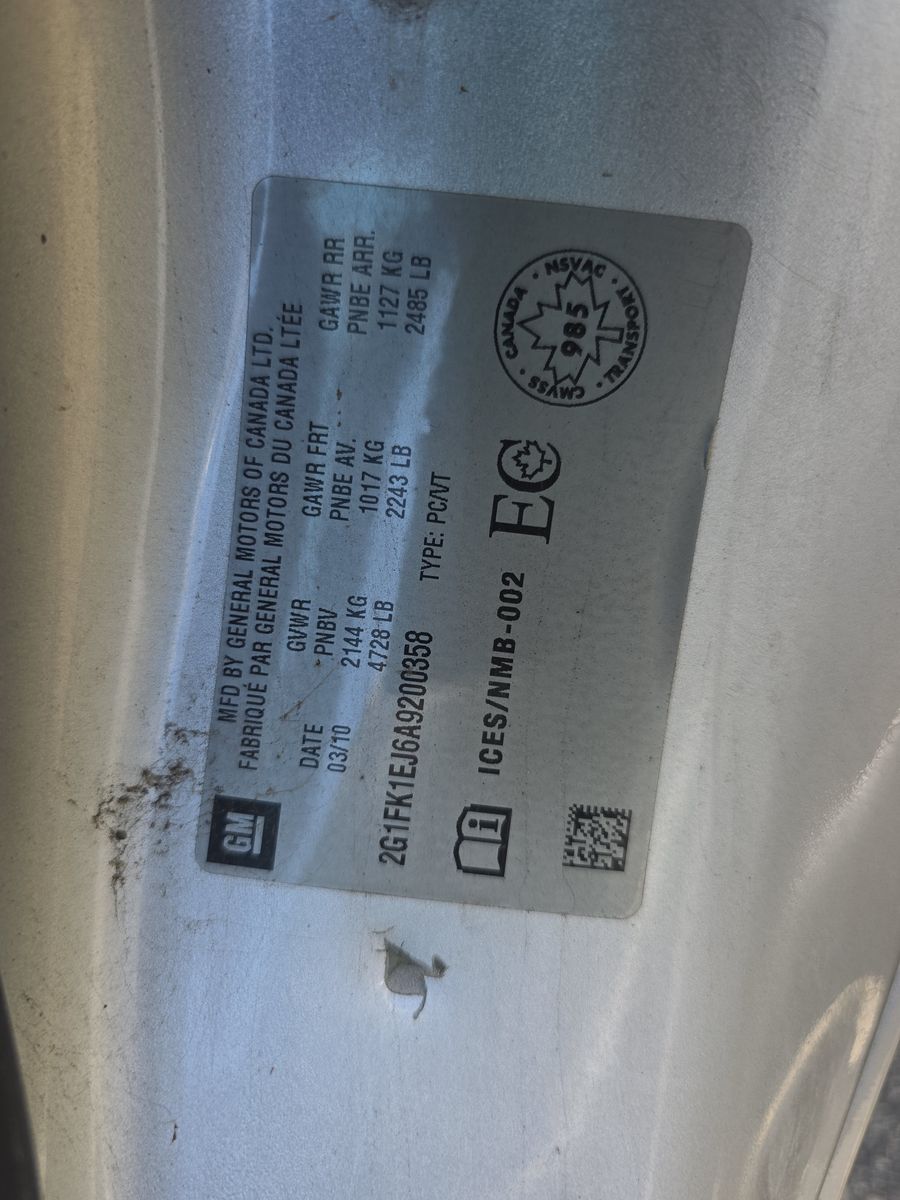 GM
MFD BY GENERAL MOTORS OF CANADA LTD.
FABRIQUÉ PAR GENERAL MOTORS DU CANADA LTÉE
DATE GVWR GAWR FRT GAWR RR
03/10 PNBV PNBE AV. PNBE ARR.
2144 KG 1017 KG 1127 KG
4728 LB 2243 LB 2485 LB
2G1FK1EJ6A9200358 TYPE: PC/VT
i ICES/NMB-002 EC
CANADA · NSVAC · TRANSPORT · CMVSS ·
985